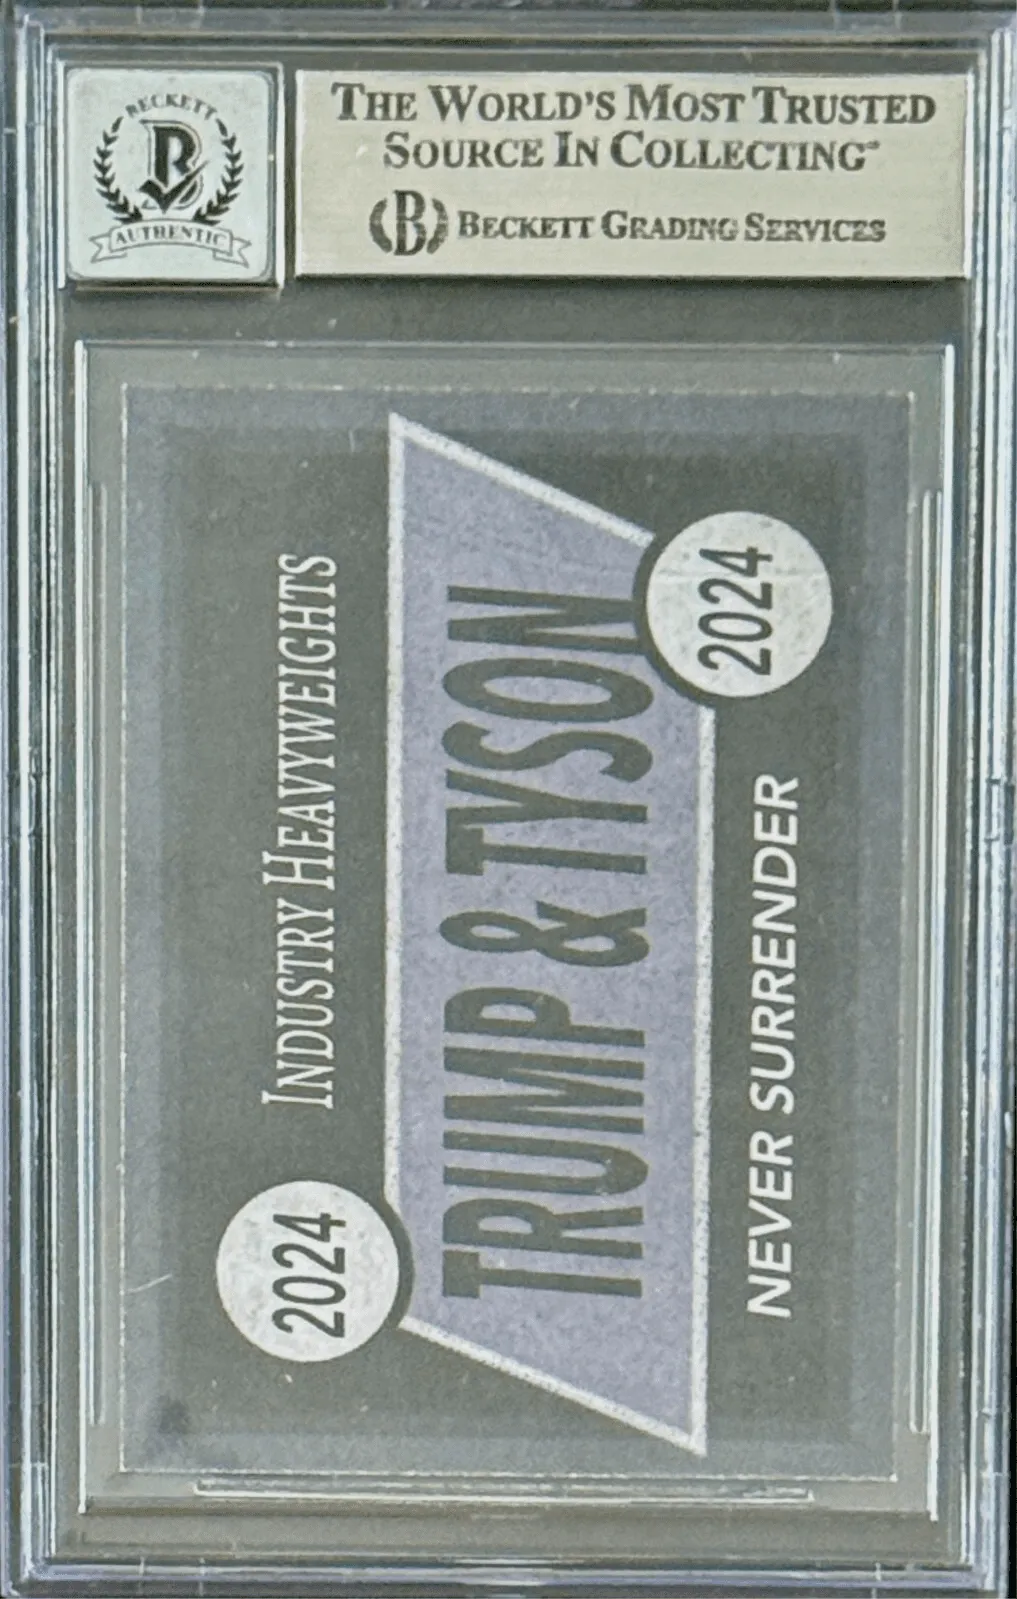 BECKETT
B
AUTHENTIC
THE WORLD'S MOST TRUSTED
SOURCE IN COLLECTING
B BECKETT GRADING SERVICES
INDUSTRY HEAVYWEIGHTS
2024
TRUMP & TYSON
2024
NEVER SURRENDER